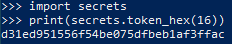 >>> import secrets
>>> print(secrets.token_hex(16))
d31ed951556f54be075dfbeb1af3ffac